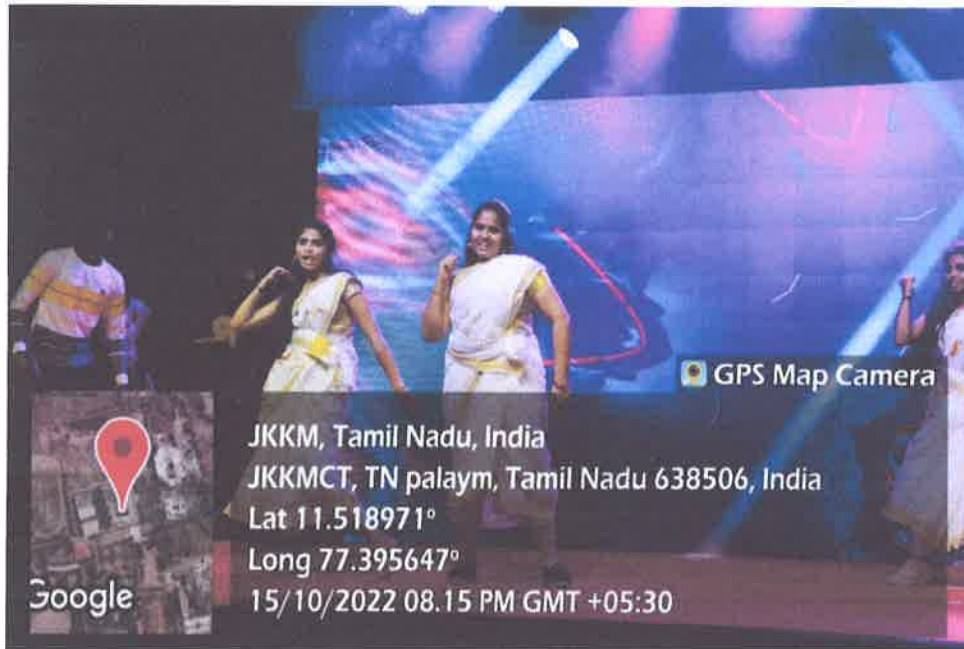 GPS Map Camera
JKKM, Tamil Nadu, India
JKKMCT, TN palaym, Tamil Nadu 638506, India
Lat 11.518971°
Long 77.395647°
15/10/2022 08.15 PM GMT +05:30
Google